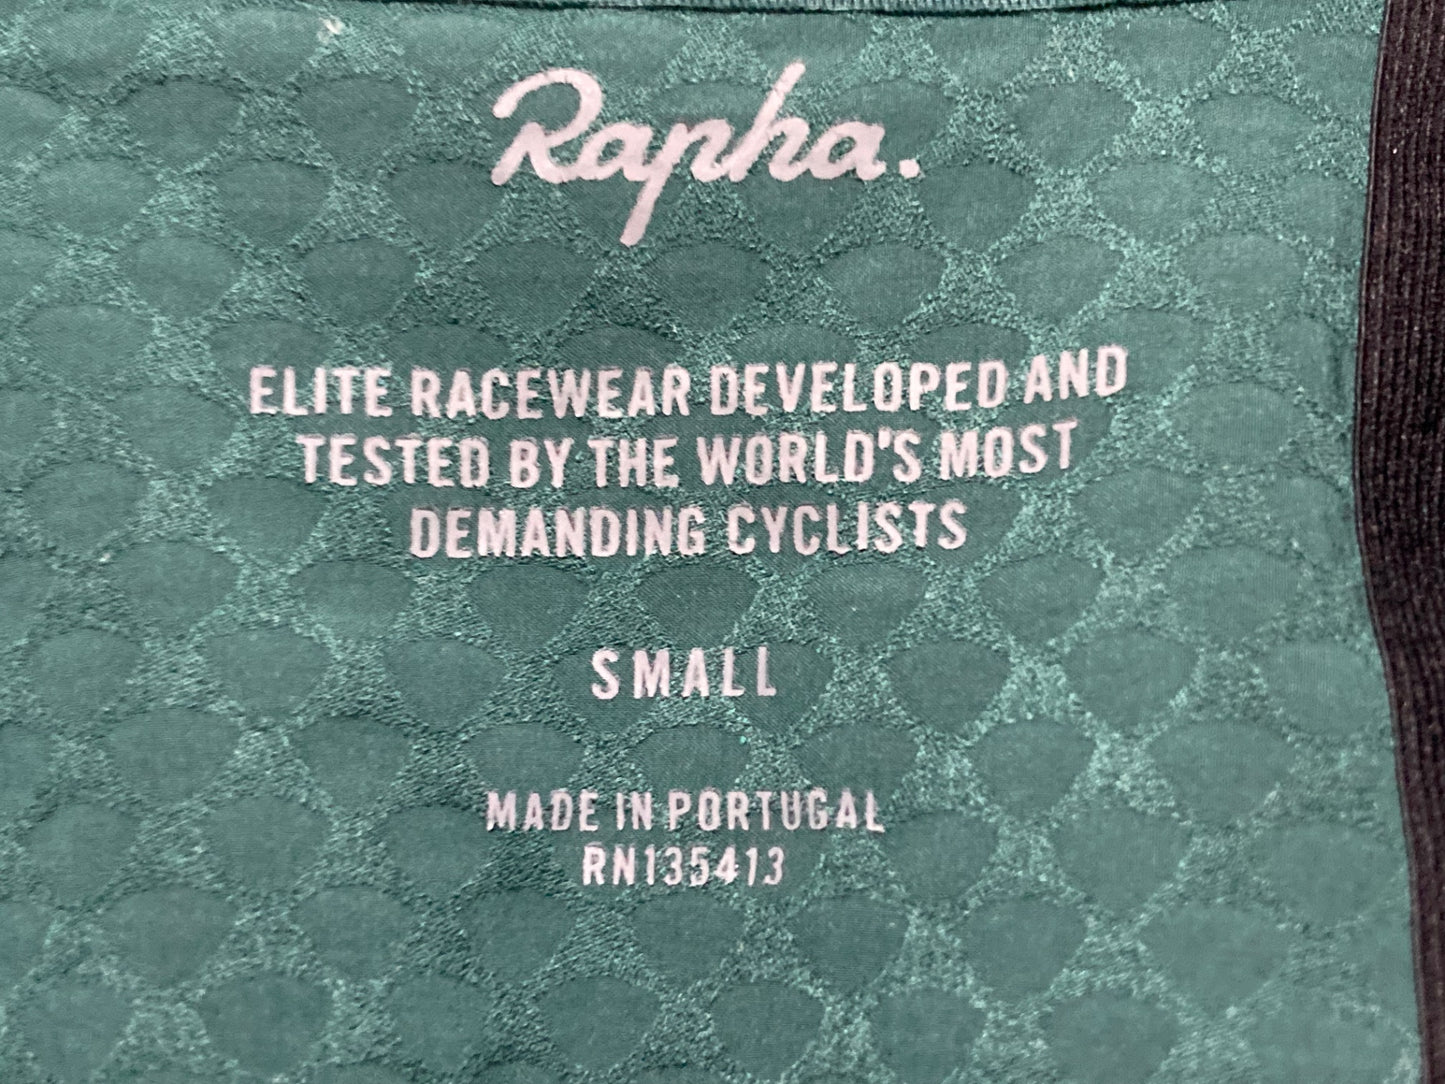 Rapha.
ELITE RACEWEAR DEVELOPED AND
TESTED BY THE WORLD'S MOST
DEMANDING CYCLISTS
SMALL
MADE IN PORTUGAL
RN135413